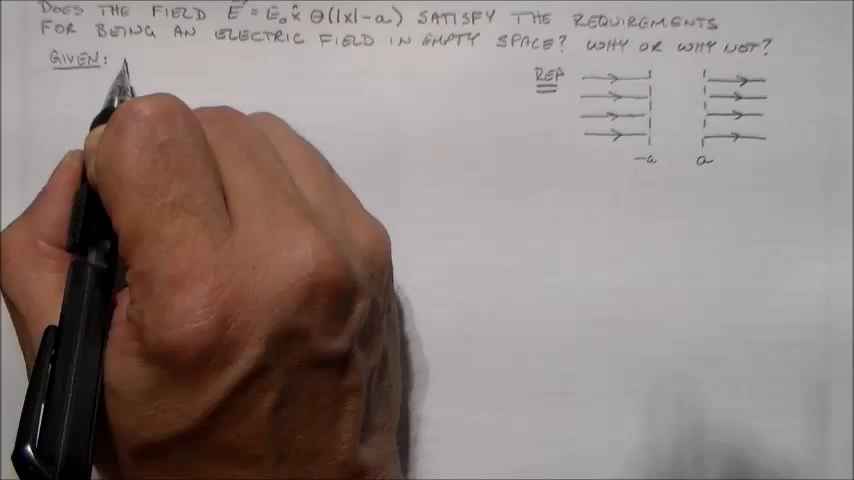 DOES THE FIELD E⃗ = E₀ x̂ Θ(|x|-a) SATISFY THE REQUIREMENTS
FOR BEING AN ELECTRIC FIELD IN EMPTY SPACE? WHY OR WHY NOT?
GIVEN:
REP
-a a